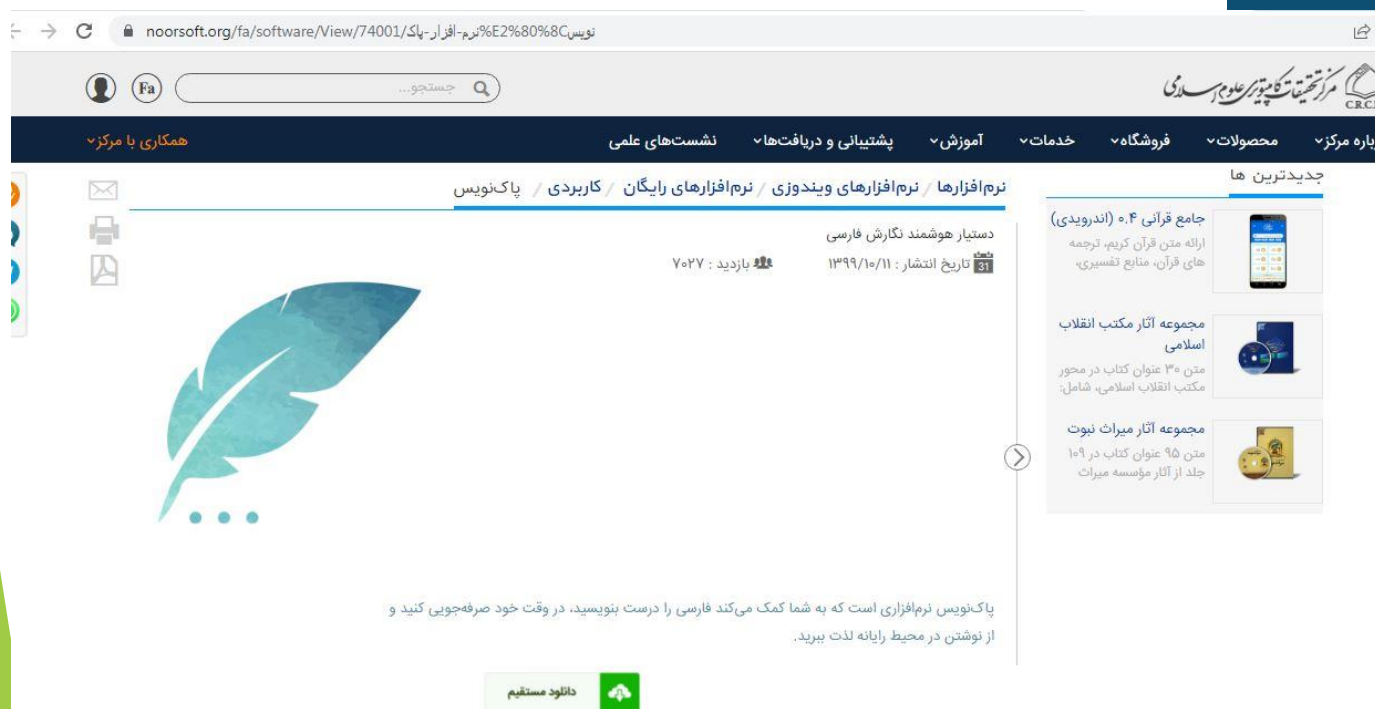 noorsoft.org/fa/software/View/74001/نرم-افزار-پاک%E2%80%8Cنویس
مرکز تحقیقات کامپیوتری علوم اسلامی
C.R.C.I
جستجو...
Fa
باره مرکز
محصولات
فروشگاه
خدمات
آموزش
پشتیبانی و دریافت‌ها
نشست‌های علمی
همکاری با مرکز
جدیدترین ها
جامع قرآنی ۰.۴ (اندرویدی)
ارائه متن قرآن کریم، ترجمه
های قرآن، منابع تفسیری،
مجموعه آثار مکتب انقلاب
اسلامی
متن ۳۰ عنوان کتاب در محور
مکتب انقلاب اسلامی، شامل:
مجموعه آثار میراث نبوت
متن ۹۵ عنوان کتاب در ۱۰۹
جلد از آثار مؤسسه میراث
نرم‌افزارها / نرم‌افزارهای ویندوزی / نرم‌افزارهای رایگان / کاربردی / پاک‌نویس
دستیار هوشمند نگارش فارسی
31 تاریخ انتشار : ۱۳۹۹/۱۰/۱۱ بازدید : ۷۰۲۷
پاک‌نویس نرم‌افزاری است که به شما کمک می‌کند فارسی را درست بنویسید، در وقت خود صرفه‌جویی کنید و
از نوشتن در محیط رایانه لذت ببرید.
دانلود مستقیم